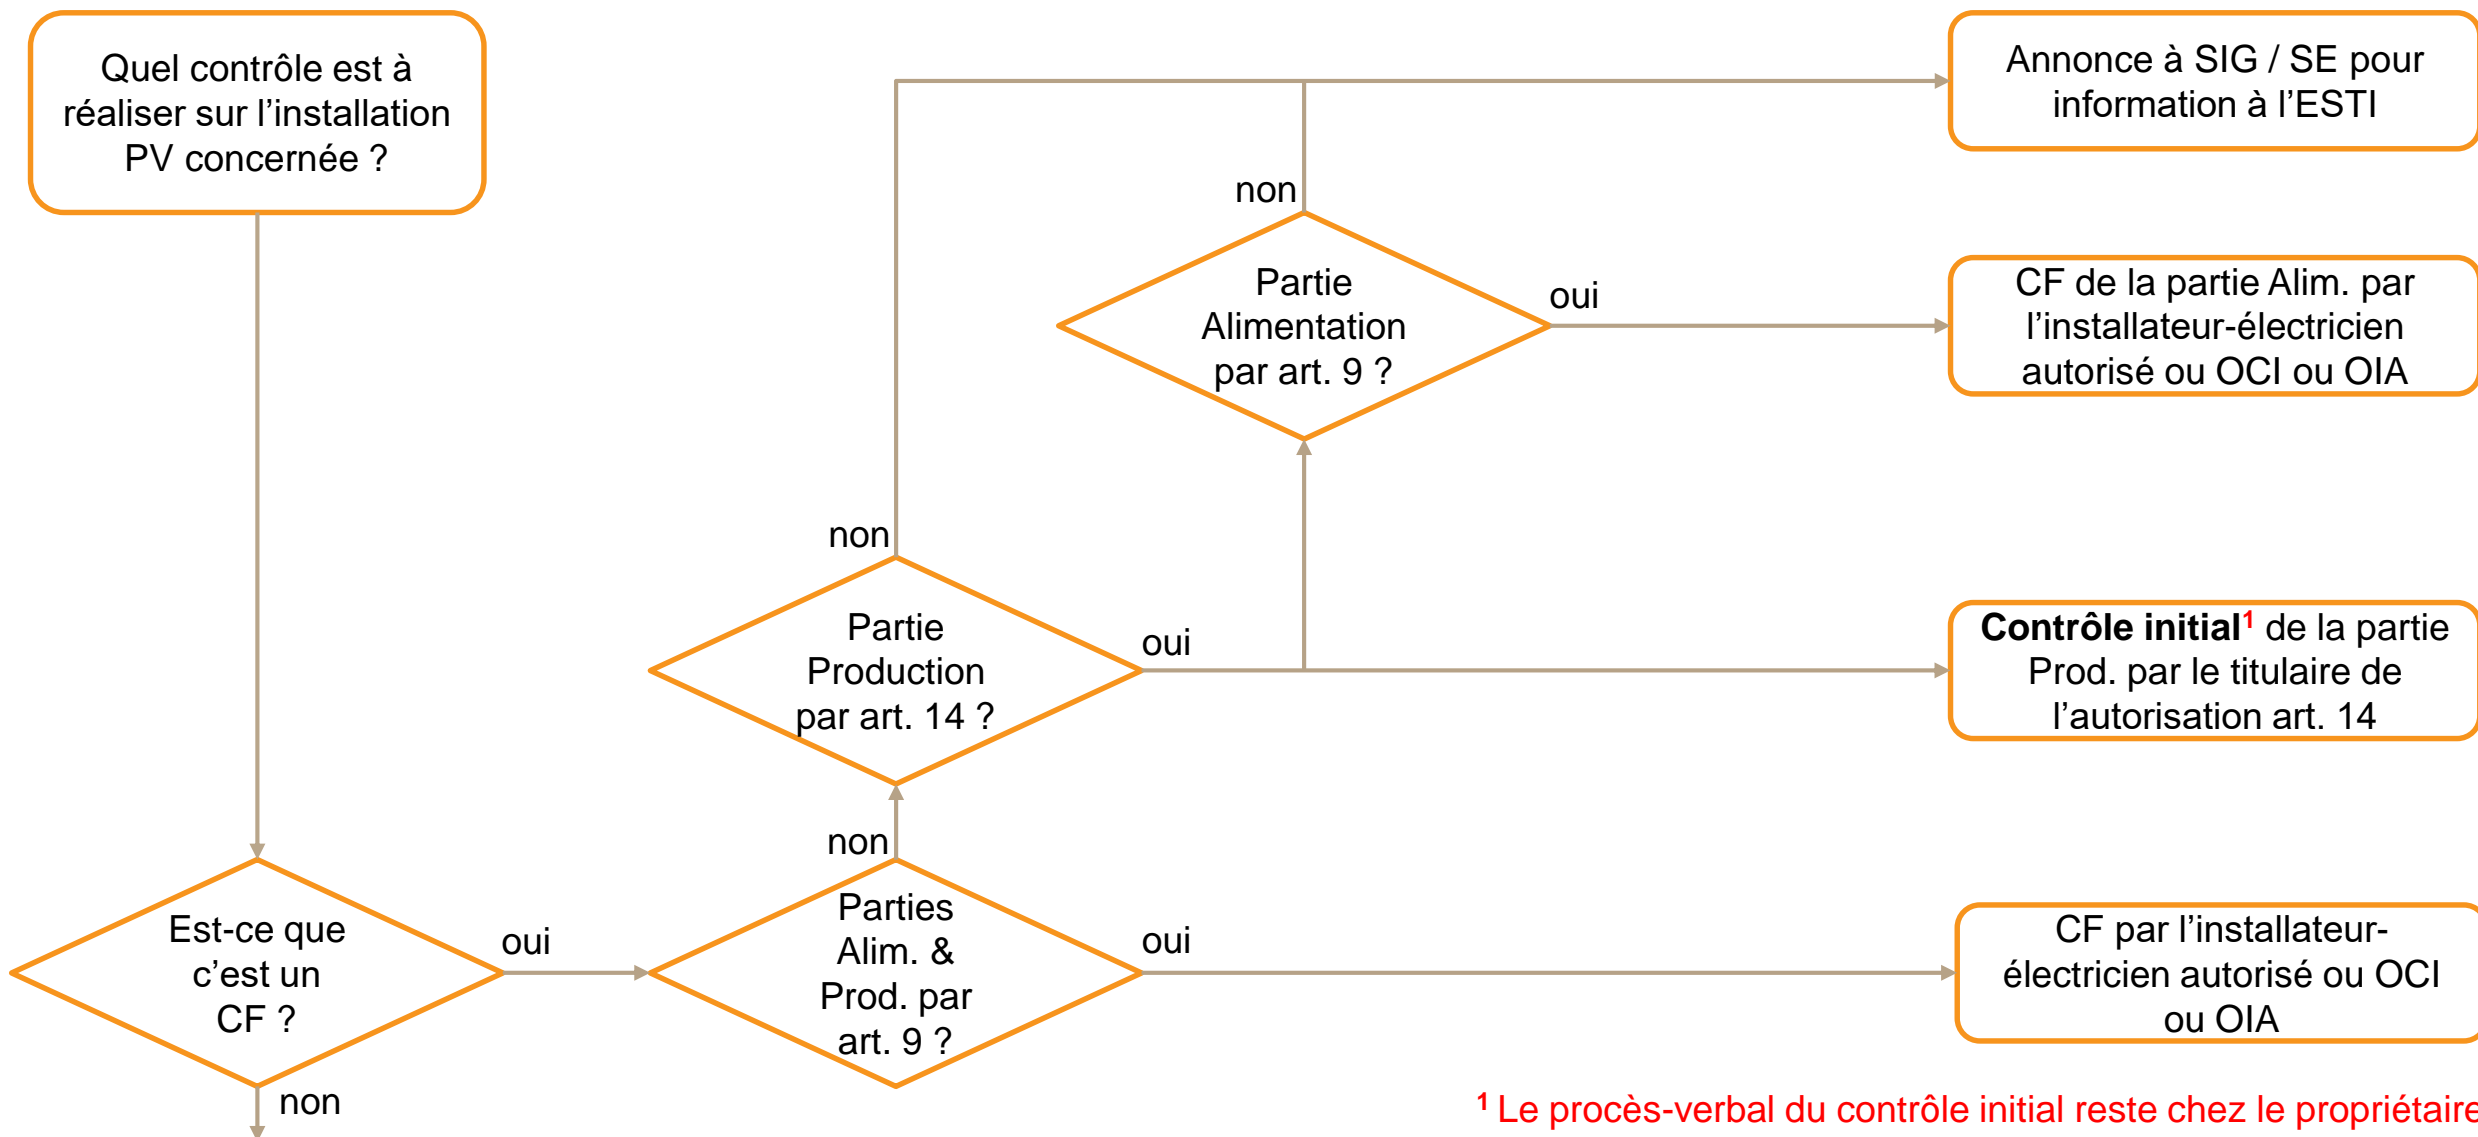 Quel contrôle est à
réaliser sur l’installation
PV concernée ?
Annonce à SIG / SE pour
information à l’ESTI
non
Partie
Alimentation
par art. 9 ?
oui
CF de la partie Alim. par
l’installateur-électricien
autorisé ou OCI ou OIA
non
Partie
Production
par art. 14 ?
oui
Contrôle initial¹ de la partie
Prod. par le titulaire de
l’autorisation art. 14
non
Est-ce que
c’est un
CF ?
oui
Parties
Alim. &
Prod. par
art. 9 ?
oui
CF par l’installateur-
électricien autorisé ou OCI
ou OIA
non
¹ Le procès-verbal du contrôle initial reste chez le propriétaire